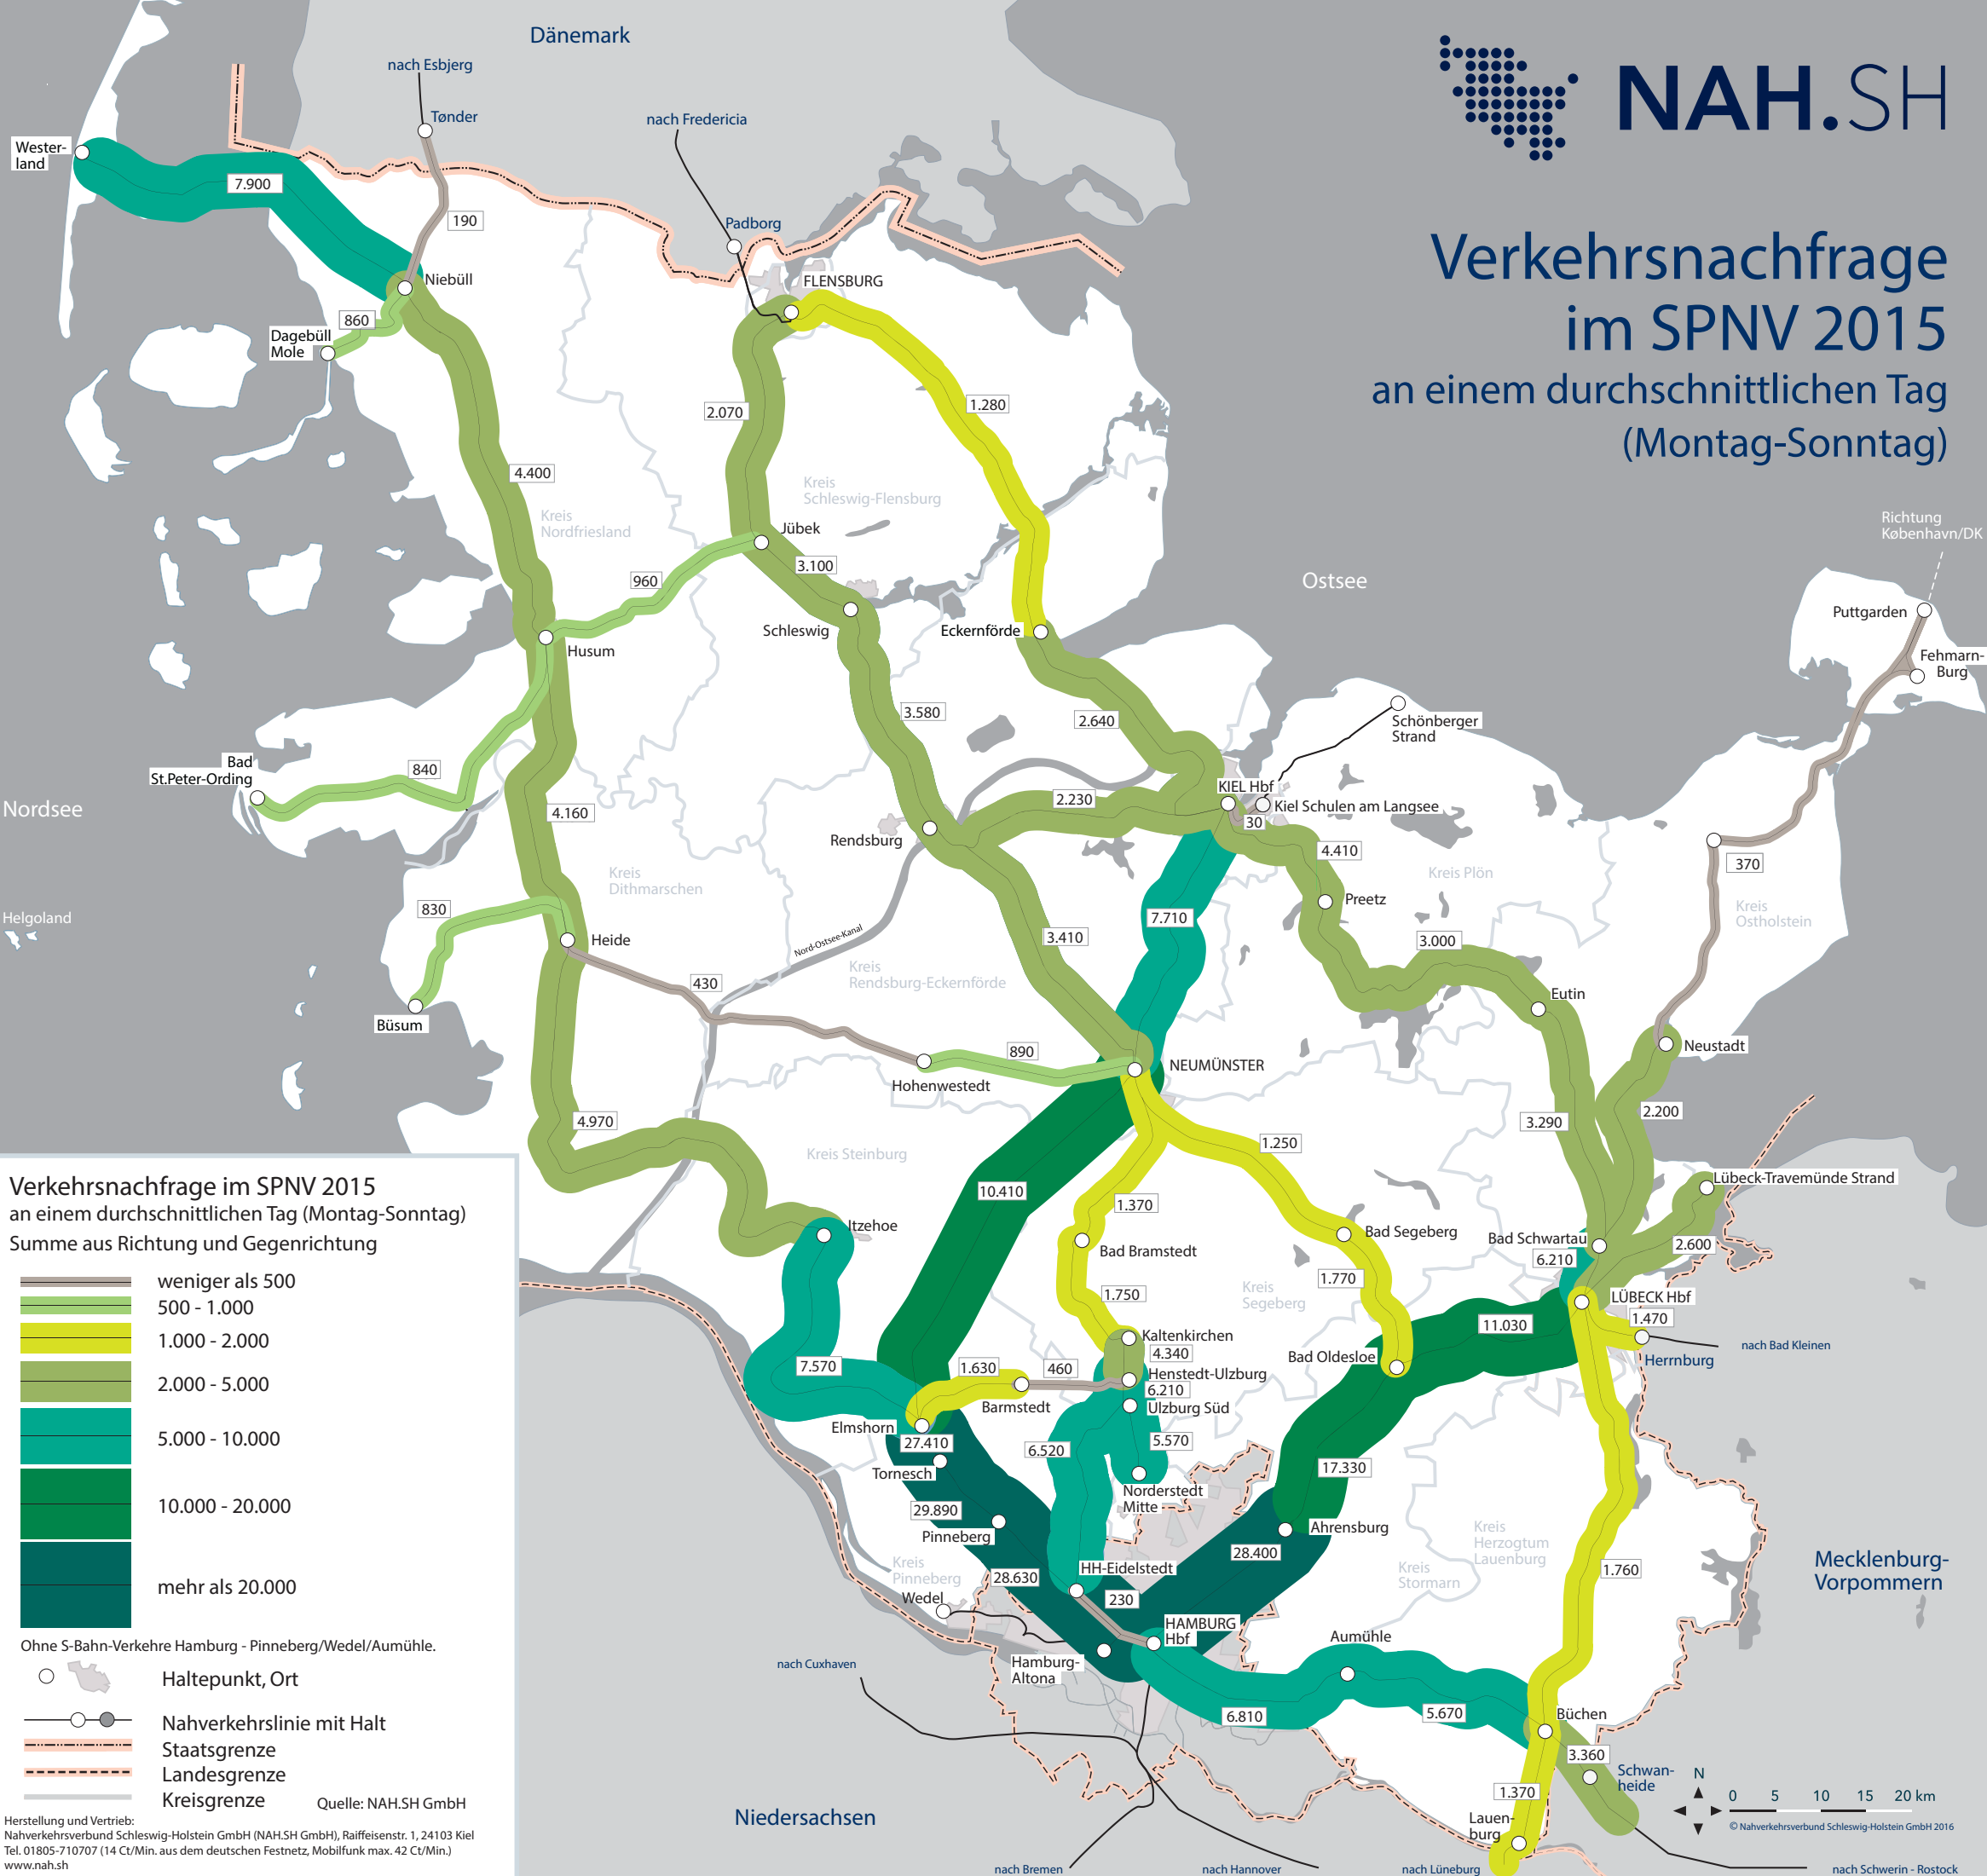 Dänemark
nach Esbjerg
Tønder
nach Fredericia
NAH.SH
Wester-
land
7.900
190
Padborg
Verkehrsnachfrage
im SPNV 2015
an einem durchschnittlichen Tag
(Montag-Sonntag)
Niebüll
FLENSBURG
860
Dagebüll
Mole
2.070
1.280
4.400
Kreis
Schleswig-Flensburg
Kreis
Nordfriesland
Jübek
3.100
960
Richtung
København/DK
Ostsee
Puttgarden
Schleswig
Eckernförde
Husum
Fehmarn-
Burg
3.580
2.640
Schönberger
Strand
Bad
St.Peter-Ording
840
Nordsee
4.160
2.230
KIEL Hbf
Kiel Schulen am Langsee
30
Rendsburg
4.410
370
Kreis
Dithmarschen
Kreis Plön
Preetz
830
Helgoland
7.710
Kreis
Ostholstein
Heide
Nord-Ostsee-Kanal
3.410
3.000
430
Kreis
Rendsburg-Eckernförde
Eutin
Büsum
890
Hohenwestedt
NEUMÜNSTER
Neustadt
4.970
2.200
3.290
1.250
Kreis Steinburg
10.410
1.370
Lübeck-Travemünde Strand
Itzehoe
Bad Bramstedt
Bad Segeberg
Bad Schwartau
6.210
2.600
1.770
1.750
Kreis
Segeberg
LÜBECK Hbf
1.470
11.030
Kaltenkirchen
4.340
nach Bad Kleinen
Herrnburg
Bad Oldesloe
7.570
1.630
460
Henstedt-Ulzburg
6.210
Barmstedt
Ulzburg Süd
Elmshorn
27.410
6.520
5.570
Tornesch
17.330
Norderstedt
Mitte
29.890
Pinneberg
Ahrensburg
Kreis
Herzogtum
Lauenburg
28.400
Kreis
Pinneberg
28.630
HH-Eidelstedt
Kreis
Stormarn
1.760
Mecklenburg-
Vorpommern
Wedel
230
HAMBURG
Hbf
Aumühle
Hamburg-
Altona
nach Cuxhaven
6.810
5.670
Büchen
3.360
Schwan-
heide
1.370
Lauen-
burg
Niedersachsen
nach Bremen
nach Hannover
nach Lüneburg
nach Schwerin - Rostock
N
0 5 10 15 20 km
© Nahverkehrsverbund Schleswig-Holstein GmbH 2016
Verkehrsnachfrage im SPNV 2015
an einem durchschnittlichen Tag (Montag-Sonntag)
Summe aus Richtung und Gegenrichtung
weniger als 500
500 - 1.000
1.000 - 2.000
2.000 - 5.000
5.000 - 10.000
10.000 - 20.000
mehr als 20.000
Ohne S-Bahn-Verkehre Hamburg - Pinneberg/Wedel/Aumühle.
Haltepunkt, Ort
Nahverkehrslinie mit Halt
Staatsgrenze
Landesgrenze
Kreisgrenze
Quelle: NAH.SH GmbH
Herstellung und Vertrieb:
Nahverkehrsverbund Schleswig-Holstein GmbH (NAH.SH GmbH), Raiffeisenstr. 1, 24103 Kiel
Tel. 01805-710707 (14 Ct/Min. aus dem deutschen Festnetz, Mobilfunk max. 42 Ct/Min.)
www.nah.sh